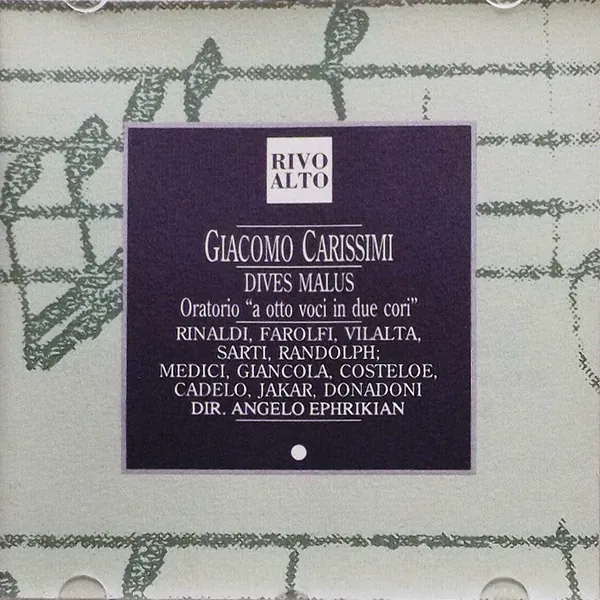 RIVO
ALTO
GIACOMO CARISSIMI
DIVES MALUS
Oratorio "a otto voci in due cori"
RINALDI, FAROLFI, VILALTA,
SARTI, RANDOLPH;
MEDICI, GIANCOLA, COSTELOE,
CADELO, JAKAR, DONADONI
DIR. ANGELO EPHRIKIAN